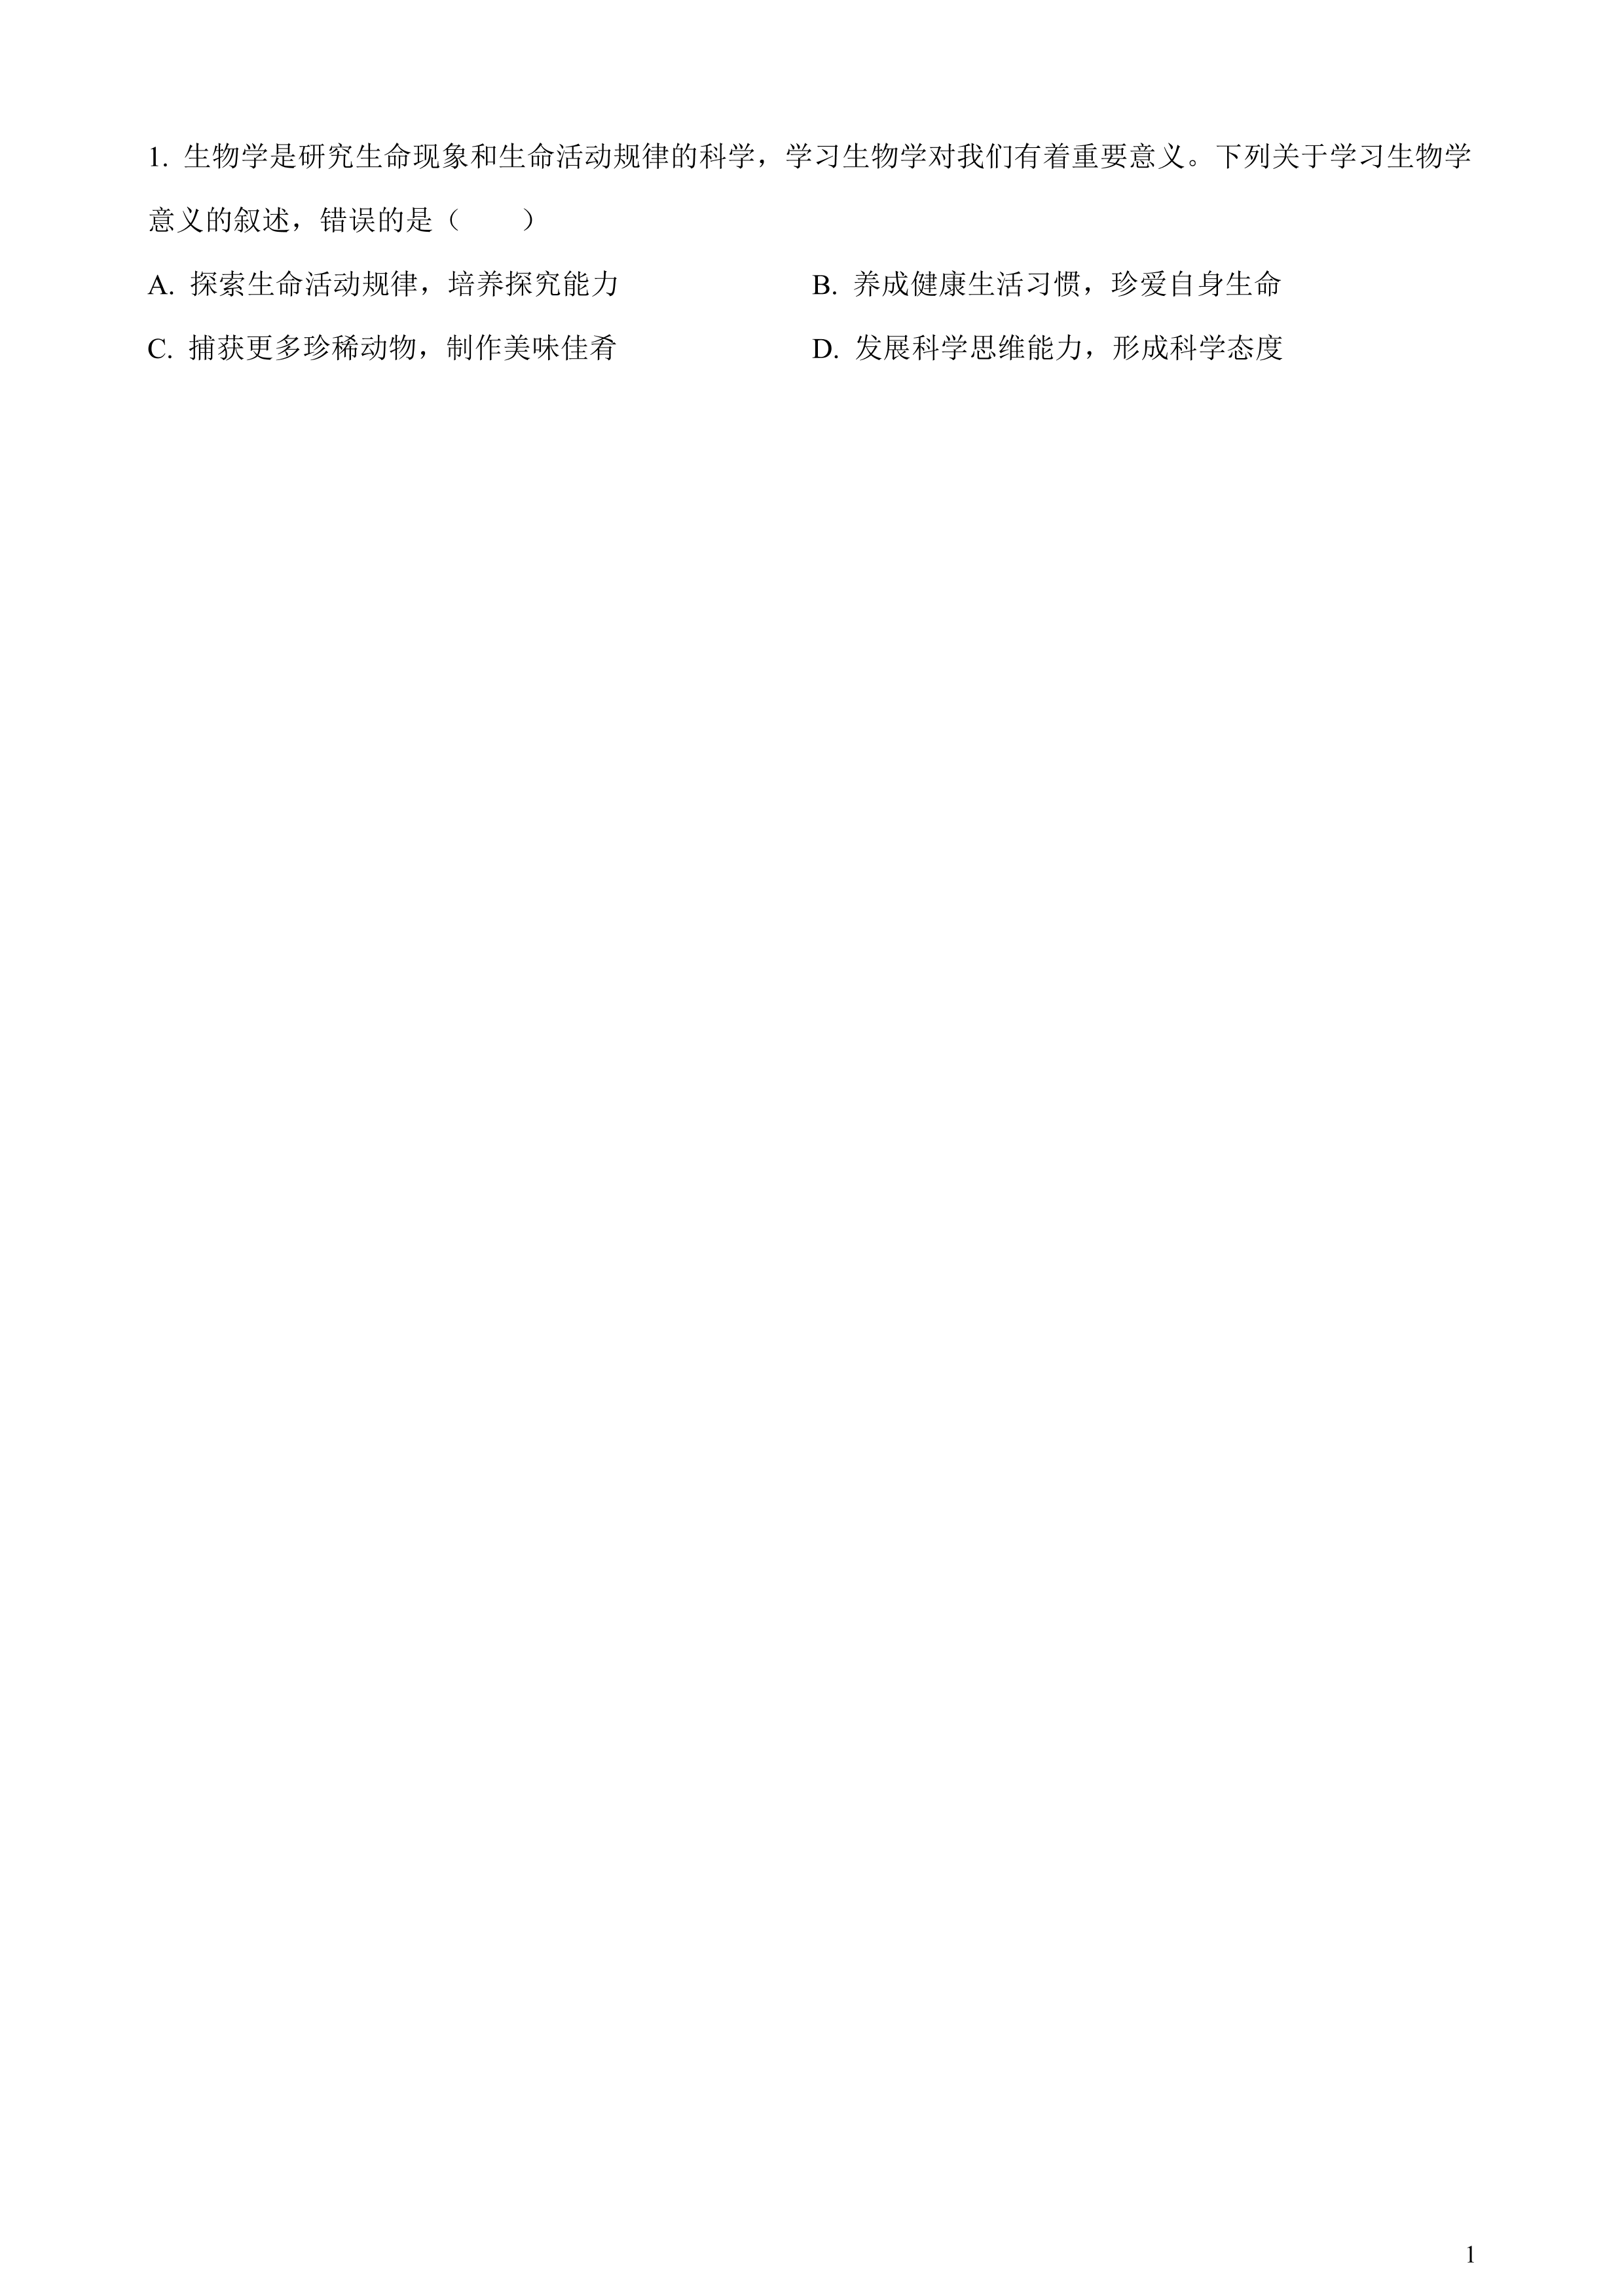 1. 生物学是研究生命现象和生命活动规律的科学，学习生物学对我们有着重要意义。下列关于学习生物学
意义的叙述，错误的是（　　）
A. 探索生命活动规律，培养探究能力　　B. 养成健康生活习惯，珍爱自身生命
C. 捕获更多珍稀动物，制作美味佳肴　　D. 发展科学思维能力，形成科学态度
1